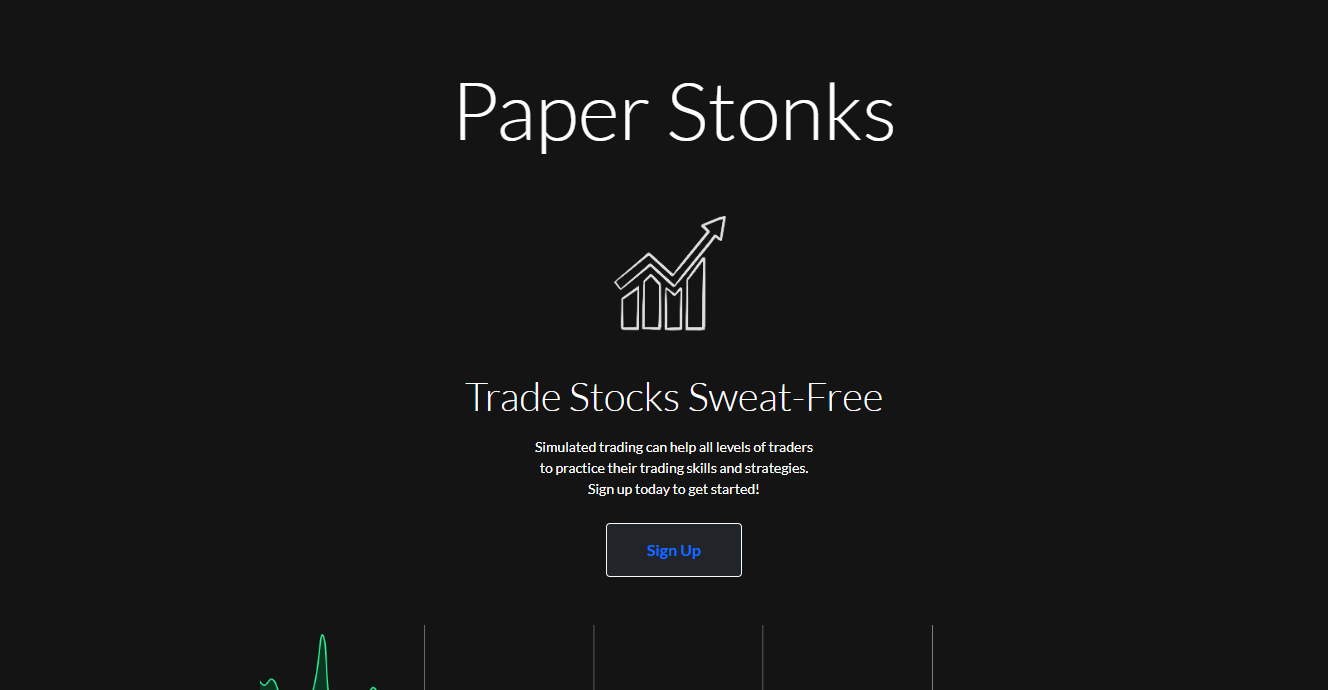 Paper Stonks
Trade Stocks Sweat-Free
Simulated trading can help all levels of traders
to practice their trading skills and strategies.
Sign up today to get started!
Sign Up